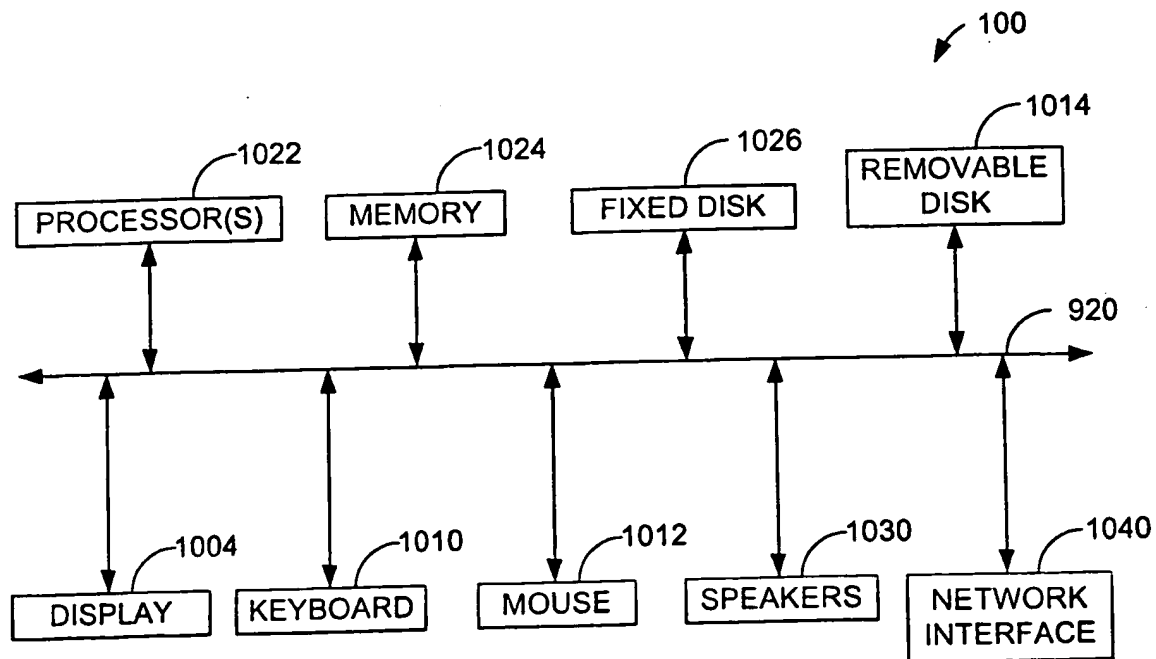 100
1022
1024
1026
1014
PROCESSOR(S)
MEMORY
FIXED DISK
REMOVABLE
DISK
920
1004
1010
1012
1030
1040
DISPLAY
KEYBOARD
MOUSE
SPEAKERS
NETWORK
INTERFACE